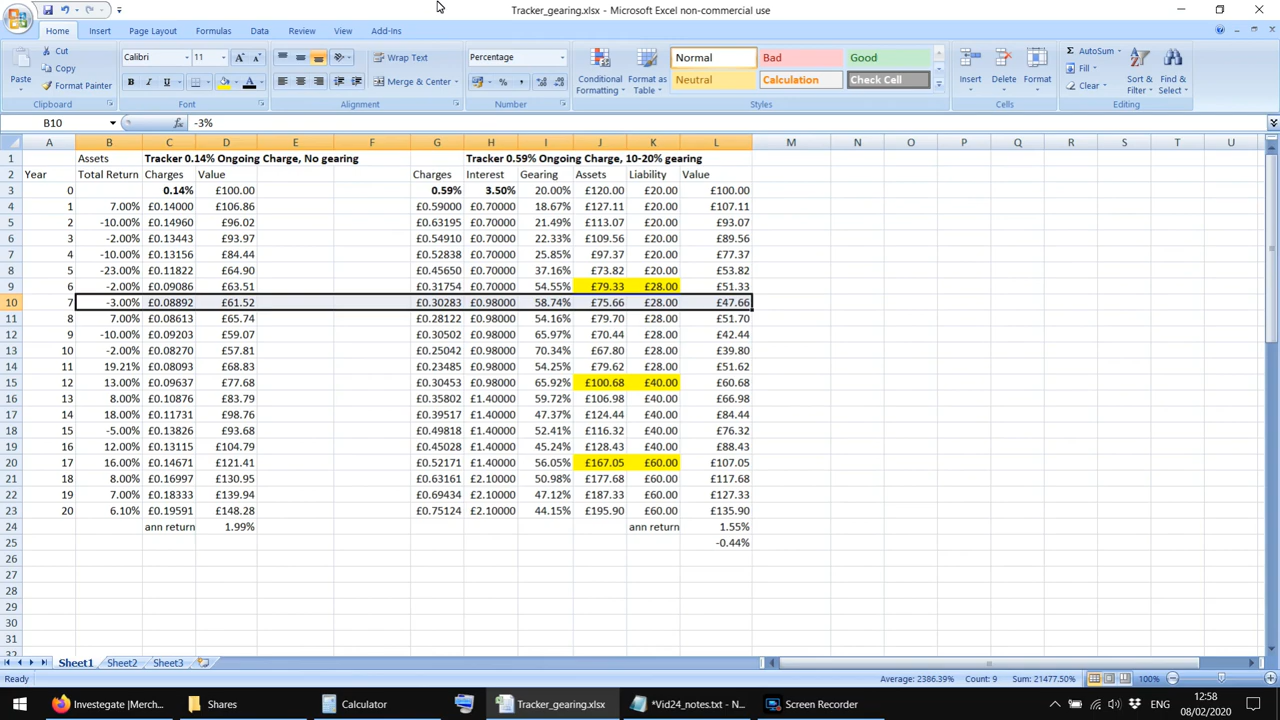 Tracker_gearing.xlsx - Microsoft Excel non-commercial use
Home Insert Page Layout Formulas Data Review View Add-Ins
Paste Cut Copy Format Painter Clipboard
Calibri 11 A A B I U A Font
Wrap Text Merge & Center Alignment
Percentage % , Number
Conditional Formatting Format as Table Normal Bad Good Neutral Calculation Check Cell Styles
Insert Delete Format Cells
AutoSum Fill Clear Sort & Filter Find & Select Editing
B10 fx -3%
A B C D E F G H I J K L M N O P Q R S T U
1 Assets Tracker 0.14% Ongoing Charge, No gearing Tracker 0.59% Ongoing Charge, 10-20% gearing
2 Year Total Return Charges Value Charges Interest Gearing Assets Liability Value
3 0 0.14% £100.00 0.59% 3.50% 20.00% £120.00 £20.00 £100.00
4 1 7.00% £0.14000 £106.86 £0.59000 £0.70000 18.67% £127.11 £20.00 £107.11
5 2 -10.00% £0.14960 £96.02 £0.63195 £0.70000 21.49% £113.07 £20.00 £93.07
6 3 -2.00% £0.13443 £93.97 £0.54910 £0.70000 22.33% £109.56 £20.00 £89.56
7 4 -10.00% £0.13156 £84.44 £0.52838 £0.70000 25.85% £97.37 £20.00 £77.37
8 5 -23.00% £0.11822 £64.90 £0.45650 £0.70000 37.16% £73.82 £20.00 £53.82
9 6 -2.00% £0.09086 £63.51 £0.31754 £0.70000 54.55% £79.33 £28.00 £51.33
10 7 -3.00% £0.08892 £61.52 £0.30283 £0.98000 58.74% £75.66 £28.00 £47.66
11 8 7.00% £0.08613 £65.74 £0.28122 £0.98000 54.16% £79.70 £28.00 £51.70
12 9 -10.00% £0.09203 £59.07 £0.30502 £0.98000 65.97% £70.44 £28.00 £42.44
13 10 -2.00% £0.08270 £57.81 £0.25042 £0.98000 70.34% £67.80 £28.00 £39.80
14 11 19.21% £0.08093 £68.83 £0.23485 £0.98000 54.25% £79.62 £28.00 £51.62
15 12 13.00% £0.09637 £77.68 £0.30453 £0.98000 65.92% £100.68 £40.00 £60.68
16 13 8.00% £0.10876 £83.79 £0.35802 £1.40000 59.72% £106.98 £40.00 £66.98
17 14 18.00% £0.11731 £98.76 £0.39517 £1.40000 47.37% £124.44 £40.00 £84.44
18 15 -5.00% £0.13826 £93.68 £0.49818 £1.40000 52.41% £116.32 £40.00 £76.32
19 16 12.00% £0.13115 £104.79 £0.45028 £1.40000 45.24% £128.43 £40.00 £88.43
20 17 16.00% £0.14671 £121.41 £0.52171 £1.40000 56.05% £167.05 £60.00 £107.05
21 18 8.00% £0.16997 £130.95 £0.63161 £2.10000 50.98% £177.68 £60.00 £117.68
22 19 7.00% £0.18333 £139.94 £0.69434 £2.10000 47.12% £187.33 £60.00 £127.33
23 20 6.10% £0.19591 £148.28 £0.75124 £2.10000 44.15% £195.90 £60.00 £135.90
24 ann return 1.99% ann return 1.55%
25 -0.44%
26
27
28
29
30
31
32
Sheet1 Sheet2 Sheet3
Ready Average: 2386.39% Count: 9 Sum: 21477.50% 100%
Investegate |Merch... Shares Calculator Tracker_gearing.xlsx *Vid24_notes.txt - N... Screen Recorder ENG 12:58
08/02/2020